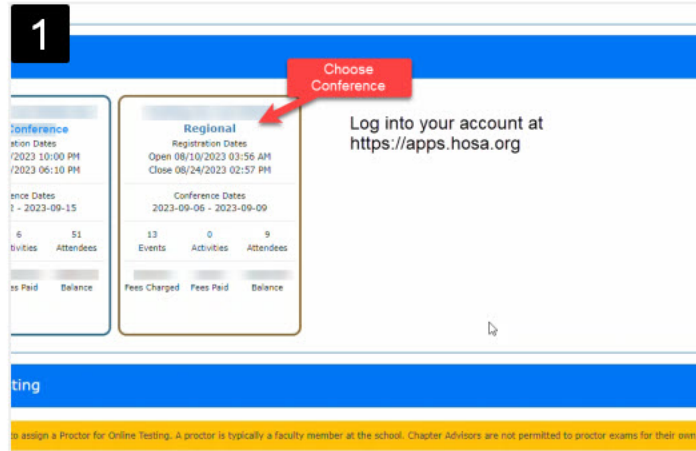 1
Choose
Conference
Log into your account at
https://apps.hosa.org
Conference
ation Dates
/2023 10:00 PM
/2023 06:10 PM
ence Dates
2 - 2023-09-15
6 51
tivities Attendees
es Paid Balance
Regional
Registration Dates
Open 08/10/2023 03:56 AM
Close 08/24/2023 02:57 PM
Conference Dates
2023-09-06 - 2023-09-09
13 0 9
Events Activities Attendees
Fees Charged Fees Paid Balance
ting
to assign a Proctor for Online Testing. A proctor is typically a faculty member at the school. Chapter Advisors are not permitted to proctor exams for their own